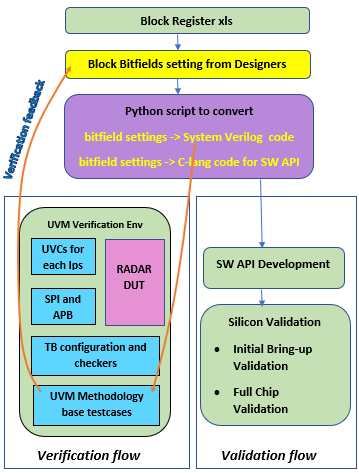 Block Register xls
Block Bitfields setting from Designers
Python script to convert
bitfield settings -> System Verilog code
bitfield settings -> C-lang code for SW API
Verification feedback
UVM Verification Env
UVCs for
each Ips
RADAR
DUT
SPI and
APB
TB configuration and
checkers
UVM Methodology
base testcases
Verification flow
SW API Development
Silicon Validation
• Initial Bring-up
Validation
• Full Chip
Validation
Validation flow